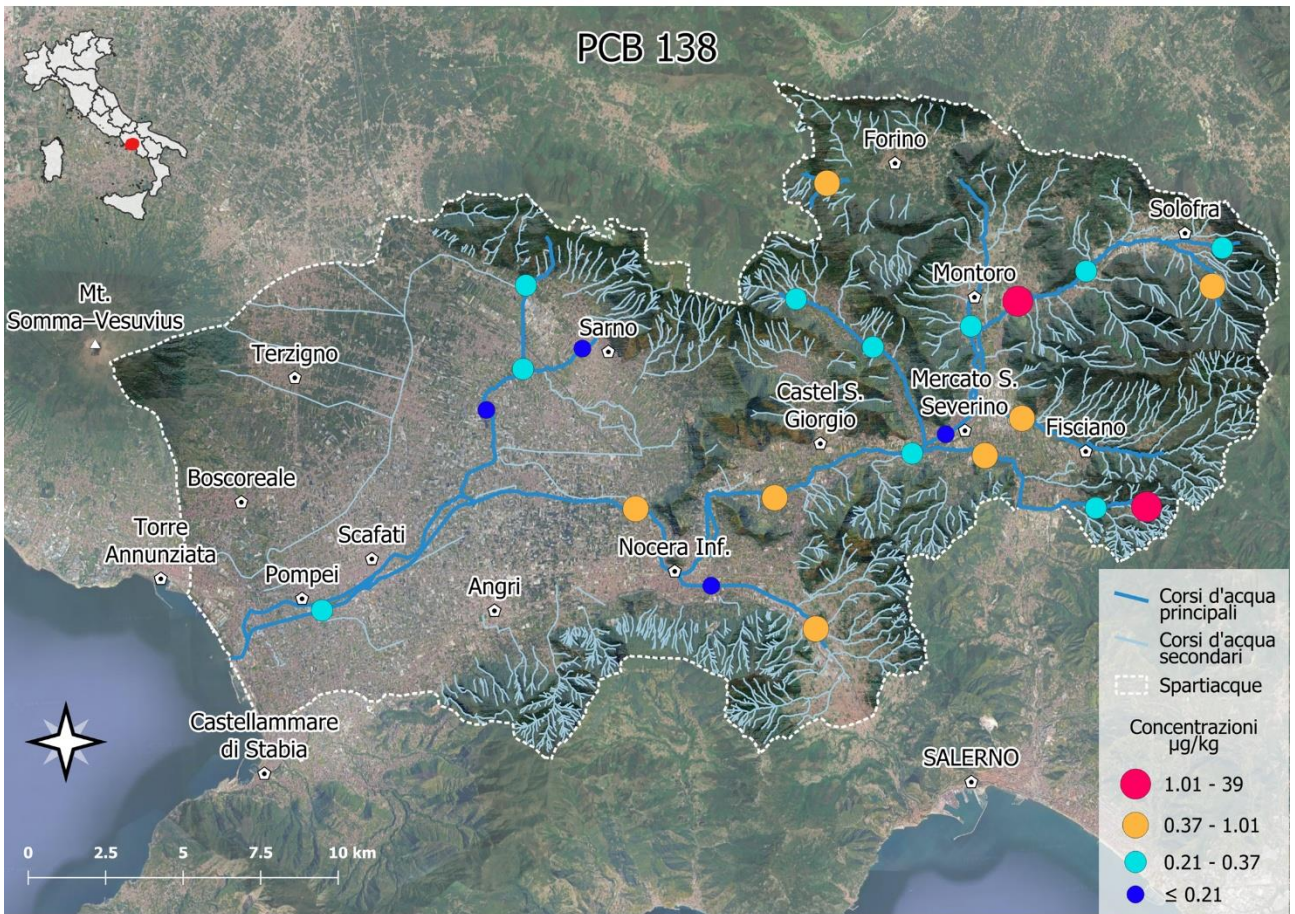 PCB 138
Forino
Solofra
Montoro
Mt.
Somma–Vesuvius
Sarno
Terzigno
Castel S.
Giorgio
Mercato S.
Severino
Fisciano
Boscoreale
Torre
Annunziata
Scafati
Nocera Inf.
Pompei
Angri
Castellammare
di Stabia
SALERNO
Corsi d'acqua
principali
Corsi d'acqua
secondari
Spartiacque
Concentrazioni
µg/kg
1.01 - 39
0.37 - 1.01
0.21 - 0.37
≤ 0.21
0 2.5 5 7.5 10 km